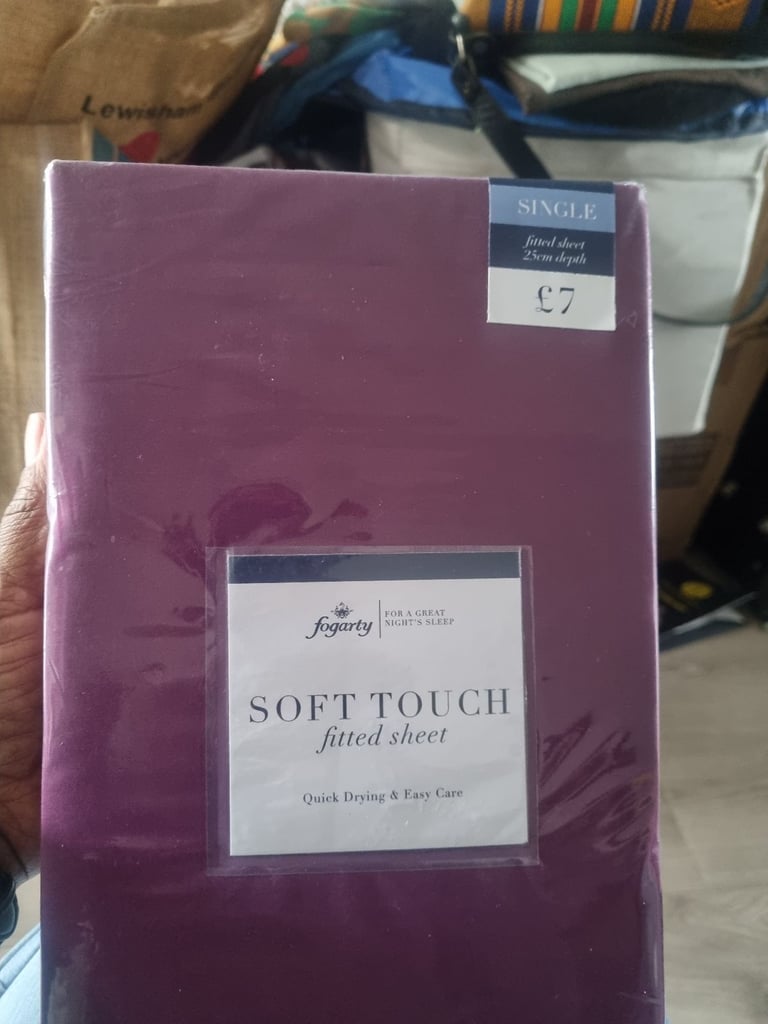 Lewisham
SINGLE
fitted sheet
25cm depth
£7
fogarty
FOR A GREAT
NIGHT'S SLEEP
SOFT TOUCH
fitted sheet
Quick Drying & Easy Care